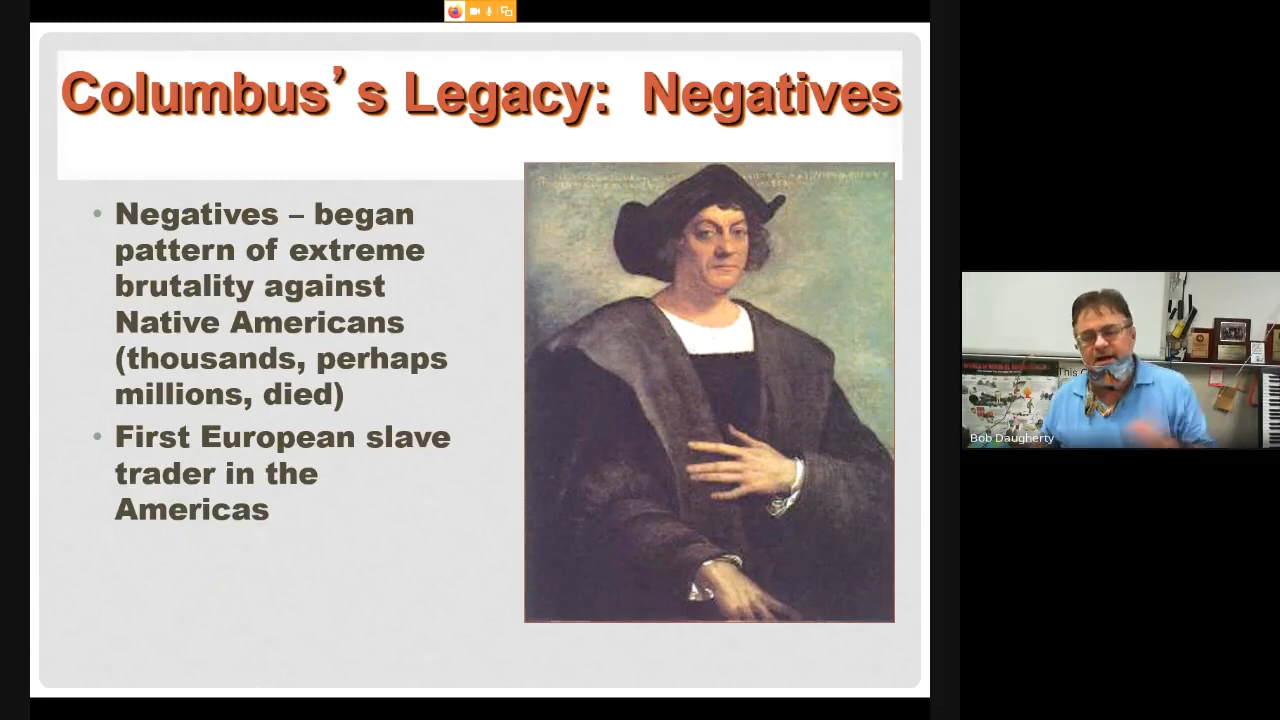 Columbus’s Legacy: Negatives
• Negatives – began
pattern of extreme
brutality against
Native Americans
(thousands, perhaps
millions, died)
• First European slave
trader in the
Americas
This
Bob Daugherty